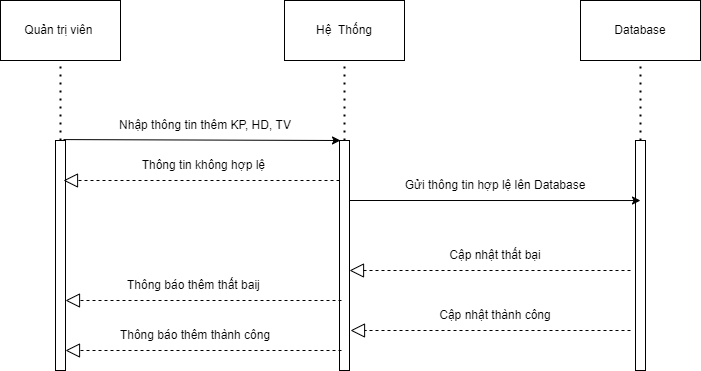 Quản trị viên
Hệ Thống
Database
Nhập thông tin thêm KP, HD, TV
Thông tin không hợp lệ
Gửi thông tin hợp lệ lên Database
Cập nhật thất bại
Thông báo thêm thất baij
Cập nhật thành công
Thông báo thêm thành công